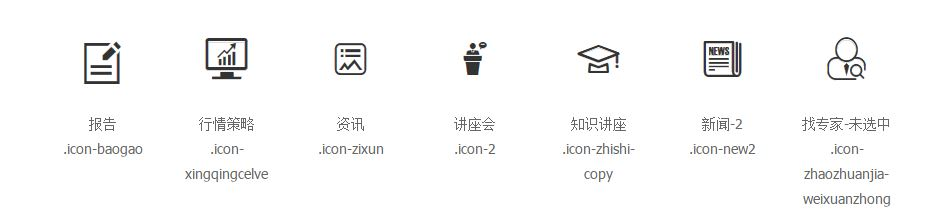 NEWS
报告
行情策略
资讯
讲座会
知识讲座
新闻-2
找专家-未选中
.icon-baogao
.icon-
xingqingcelve
.icon-zixun
.icon-2
.icon-zhishi-
copy
.icon-new2
.icon-
zhaozhuanjia-
weixuanzhong